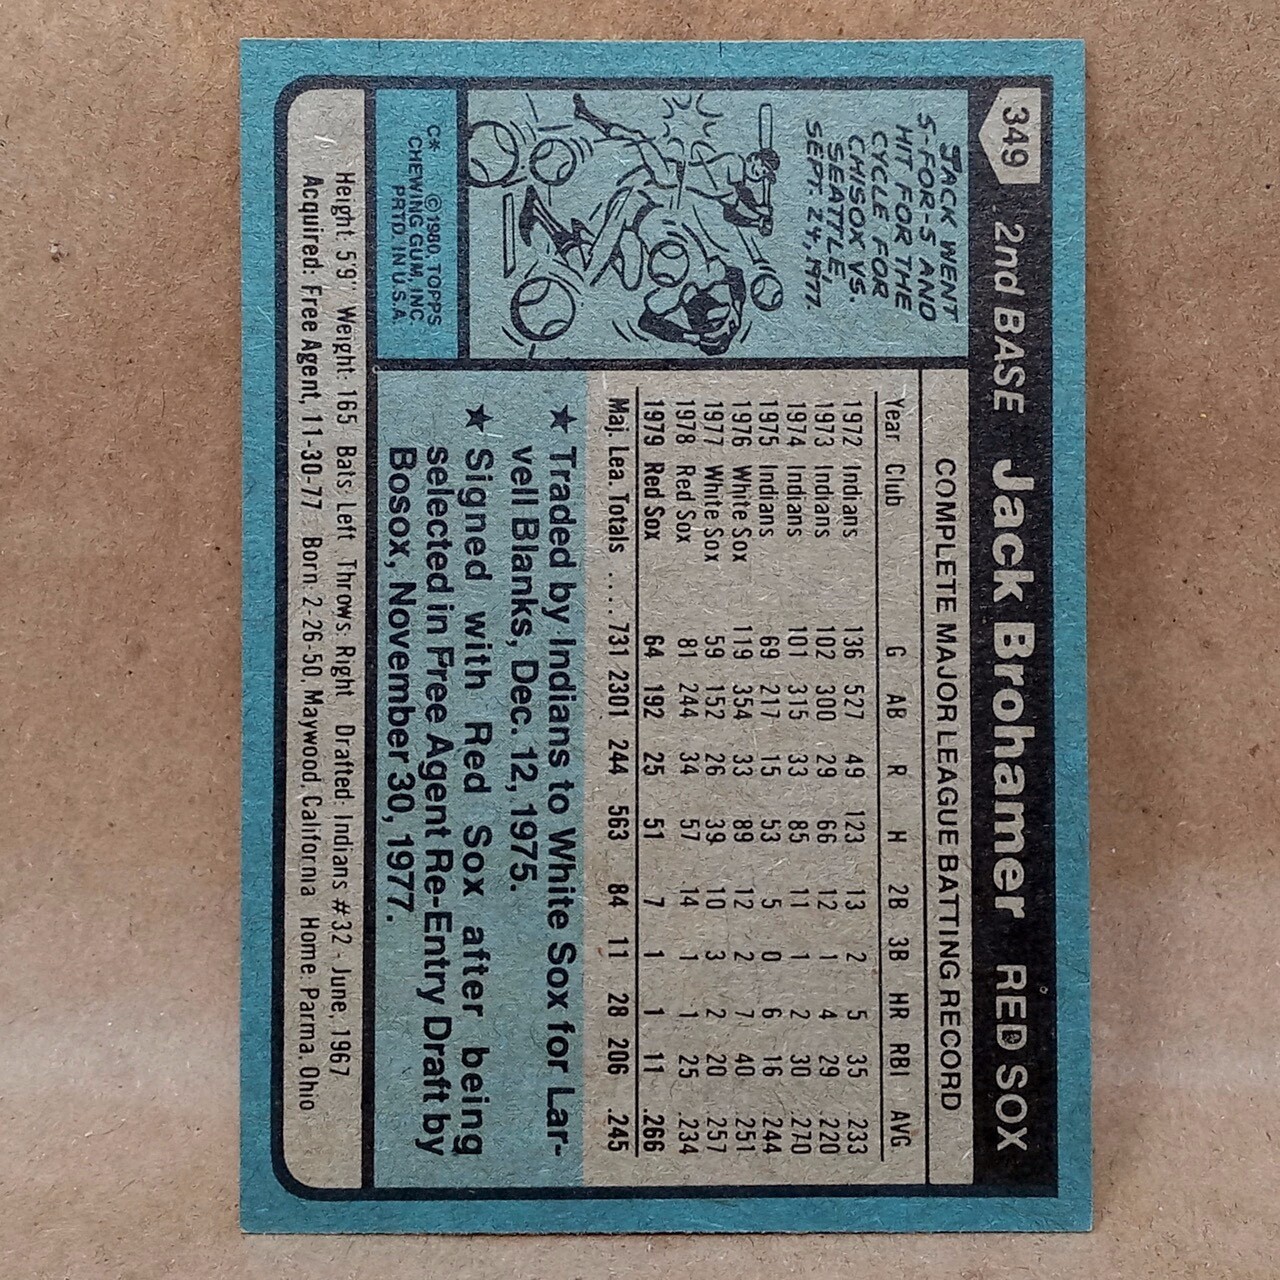 349 2nd BASE Jack Brohamer RED SOX
JACK WENT
5-FOR-5 AND
HIT FOR THE
CYCLE FOR
CHISOX VS.
SEATTLE,
SEPT. 24, 1977.
C* ©1980 TOPPS
CHEWING GUM, INC.
PRTD. IN U.S.A.
COMPLETE MAJOR LEAGUE BATTING RECORD
Year Club G AB R H 2B 3B HR RBI AVG.
1972 Indians 136 527 49 123 13 2 5 35 .233
1973 Indians 102 300 29 66 12 1 4 29 .220
1974 Indians 101 315 33 85 11 1 2 30 .270
1975 Indians 69 217 15 53 5 0 6 16 .244
1976 White Sox 119 354 33 89 12 2 7 40 .251
1977 White Sox 59 152 26 39 10 3 2 20 .257
1978 Red Sox 81 244 34 57 14 1 1 25 .234
1979 Red Sox 64 192 25 51 7 1 1 11 .266
Maj. Lea. Totals .... 731 2301 244 563 84 11 28 206 .245
★ Traded by Indians to White Sox for Lar-
vell Blanks, Dec. 12, 1975.
★ Signed with Red Sox after being
selected in Free Agent Re-Entry Draft by
Bosox, November 30, 1977.
Height: 5'9" Weight: 165 Bats: Left Throws: Right Drafted: Indians #32 - June, 1967
Acquired: Free Agent, 11-30-77 Born: 2-26-50, Maywood, California Home: Parma, Ohio